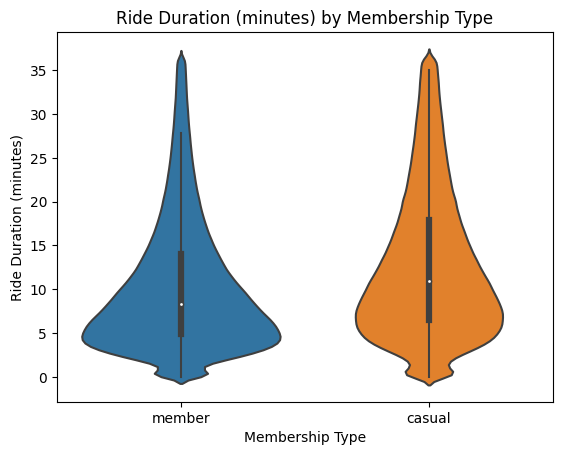 Ride Duration (minutes) by Membership Type
Ride Duration (minutes)
35
30
25
20
15
10
5
0
member
casual
Membership Type